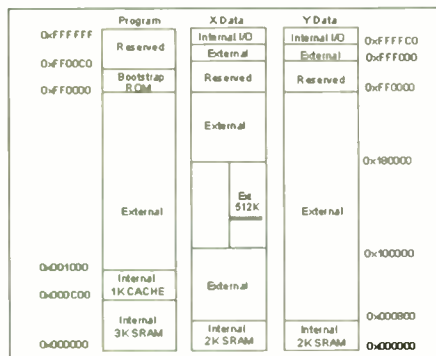 Program X Data Y Data
0xFFFFFF Reserved Internal I/O Internal I/O 0xFFFFC0
External External 0xFFF000
0xFF00C0 Bootstrap ROM Reserved Reserved
0xFF0000 0xFF0000
External
0x180000
Ext 512K
External External
0x100000
0x001000
Internal 1K CACHE External
0x000C00
0x000800
Internal 3K SRAM Internal 2K SRAM Internal 2K SRAM
0x000000 0x000000